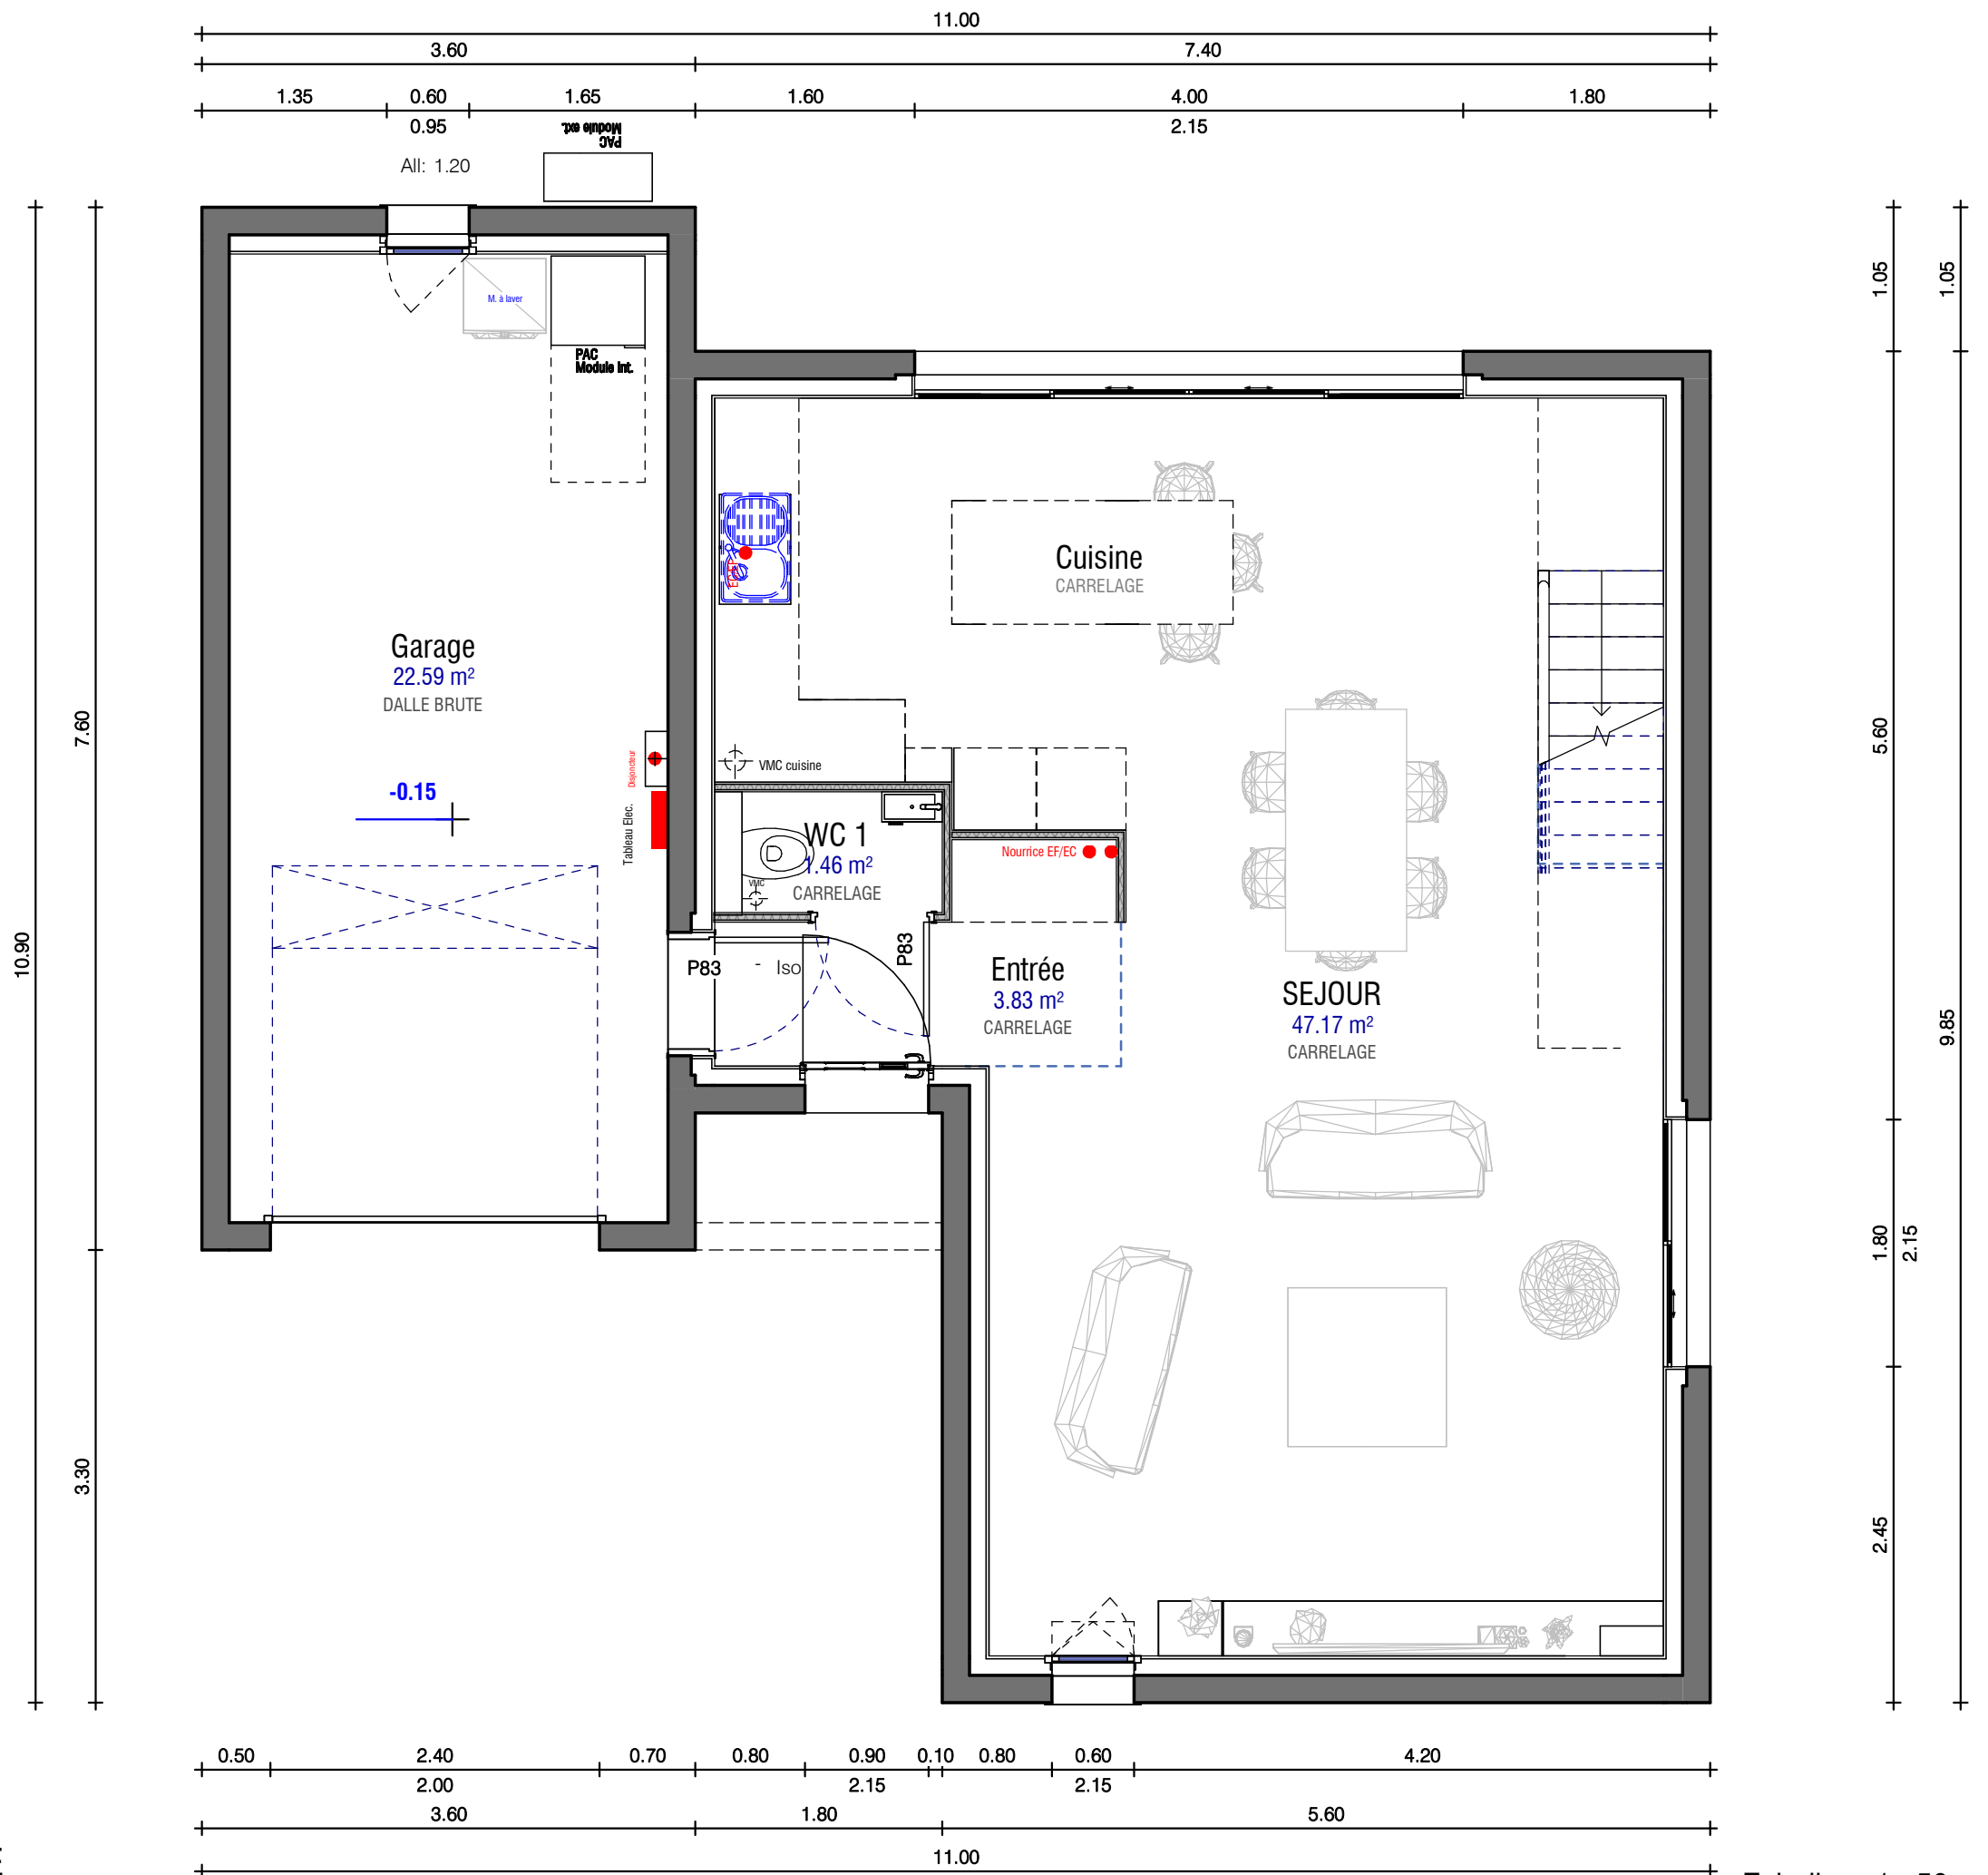 11.00
3.60 7.40
1.35 0.60 1.65 1.60 4.00 1.80
0.95 2.15
PAC
Module ext.
All: 1.20
1.05
1.05
M. à laver
PAC
Module Int.
Cuisine
CARRELAGE
Garage
22.59 m²
DALLE BRUTE
7.60
5.60
Disjoncteur
VMC cuisine
-0.15
Tableau Elec.
WC 1
1.46 m²
CARRELAGE
VMC
Nourrice EF/EC
10.90
P83 - Iso
P83
Entrée
3.83 m²
CARRELAGE
SEJOUR
47.17 m²
CARRELAGE
9.85
1.80
2.15
3.30
2.45
0.50 2.40 0.70 0.80 0.90 0.10 0.80 0.60 4.20
2.00 2.15 2.15
3.60 1.80 5.60
11.00